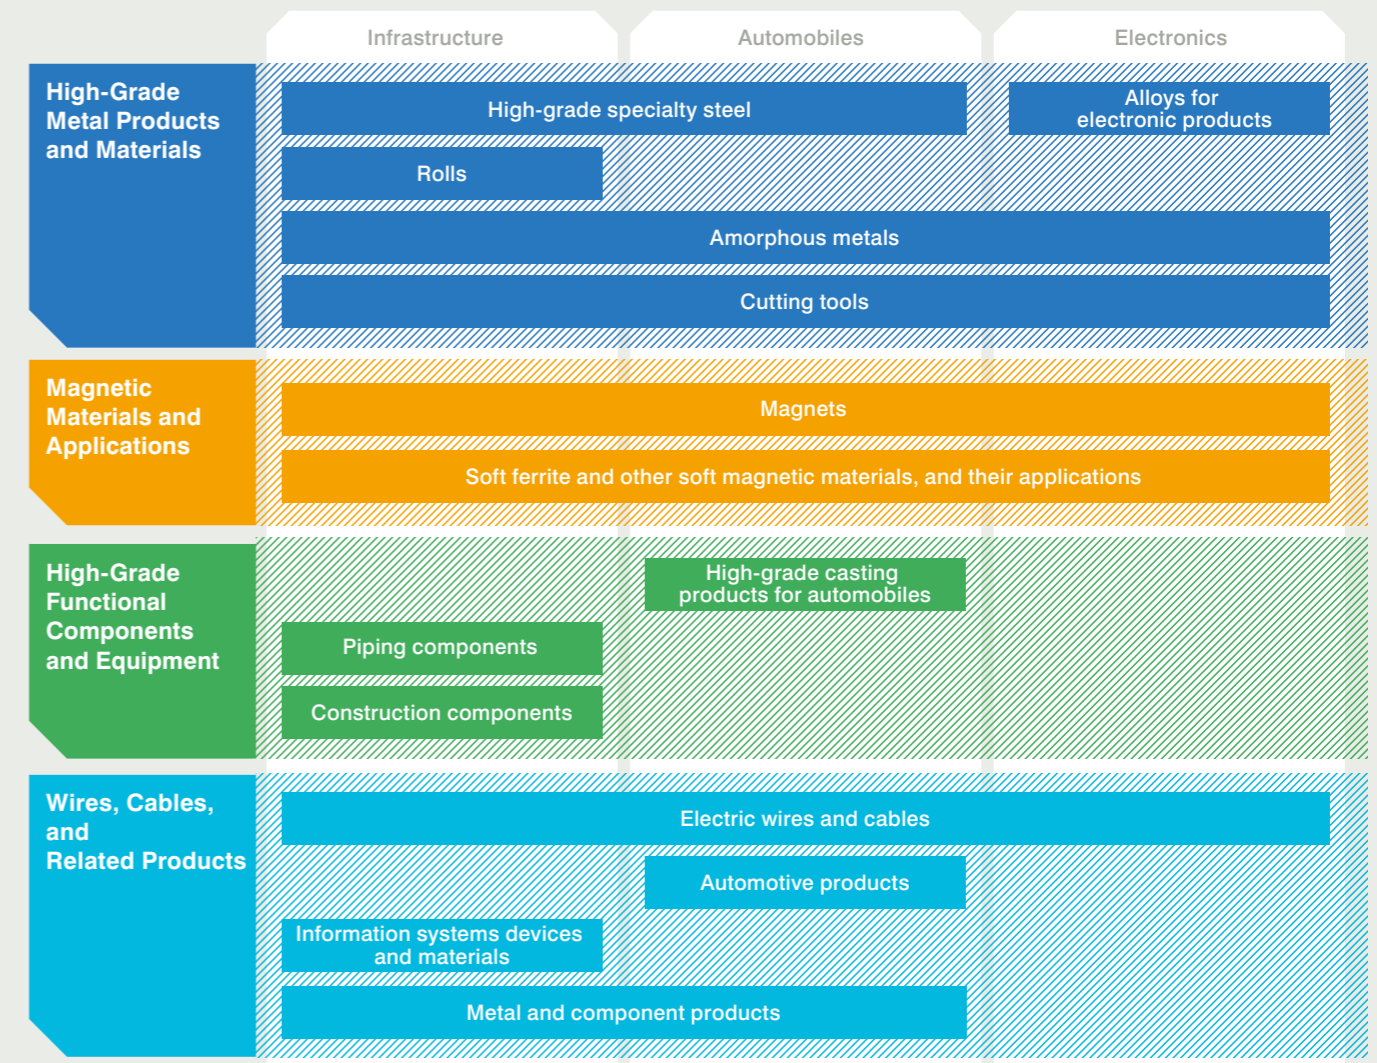 Infrastructure
Automobiles
Electronics
High-Grade
Metal Products
and Materials
High-grade specialty steel
Alloys for
electronic products
Rolls
Amorphous metals
Cutting tools
Magnetic
Materials and
Applications
Magnets
Soft ferrite and other soft magnetic materials, and their applications
High-Grade
Functional
Components
and Equipment
High-grade casting
products for automobiles
Piping components
Construction components
Wires, Cables,
and
Related Products
Electric wires and cables
Automotive products
Information systems devices
and materials
Metal and component products